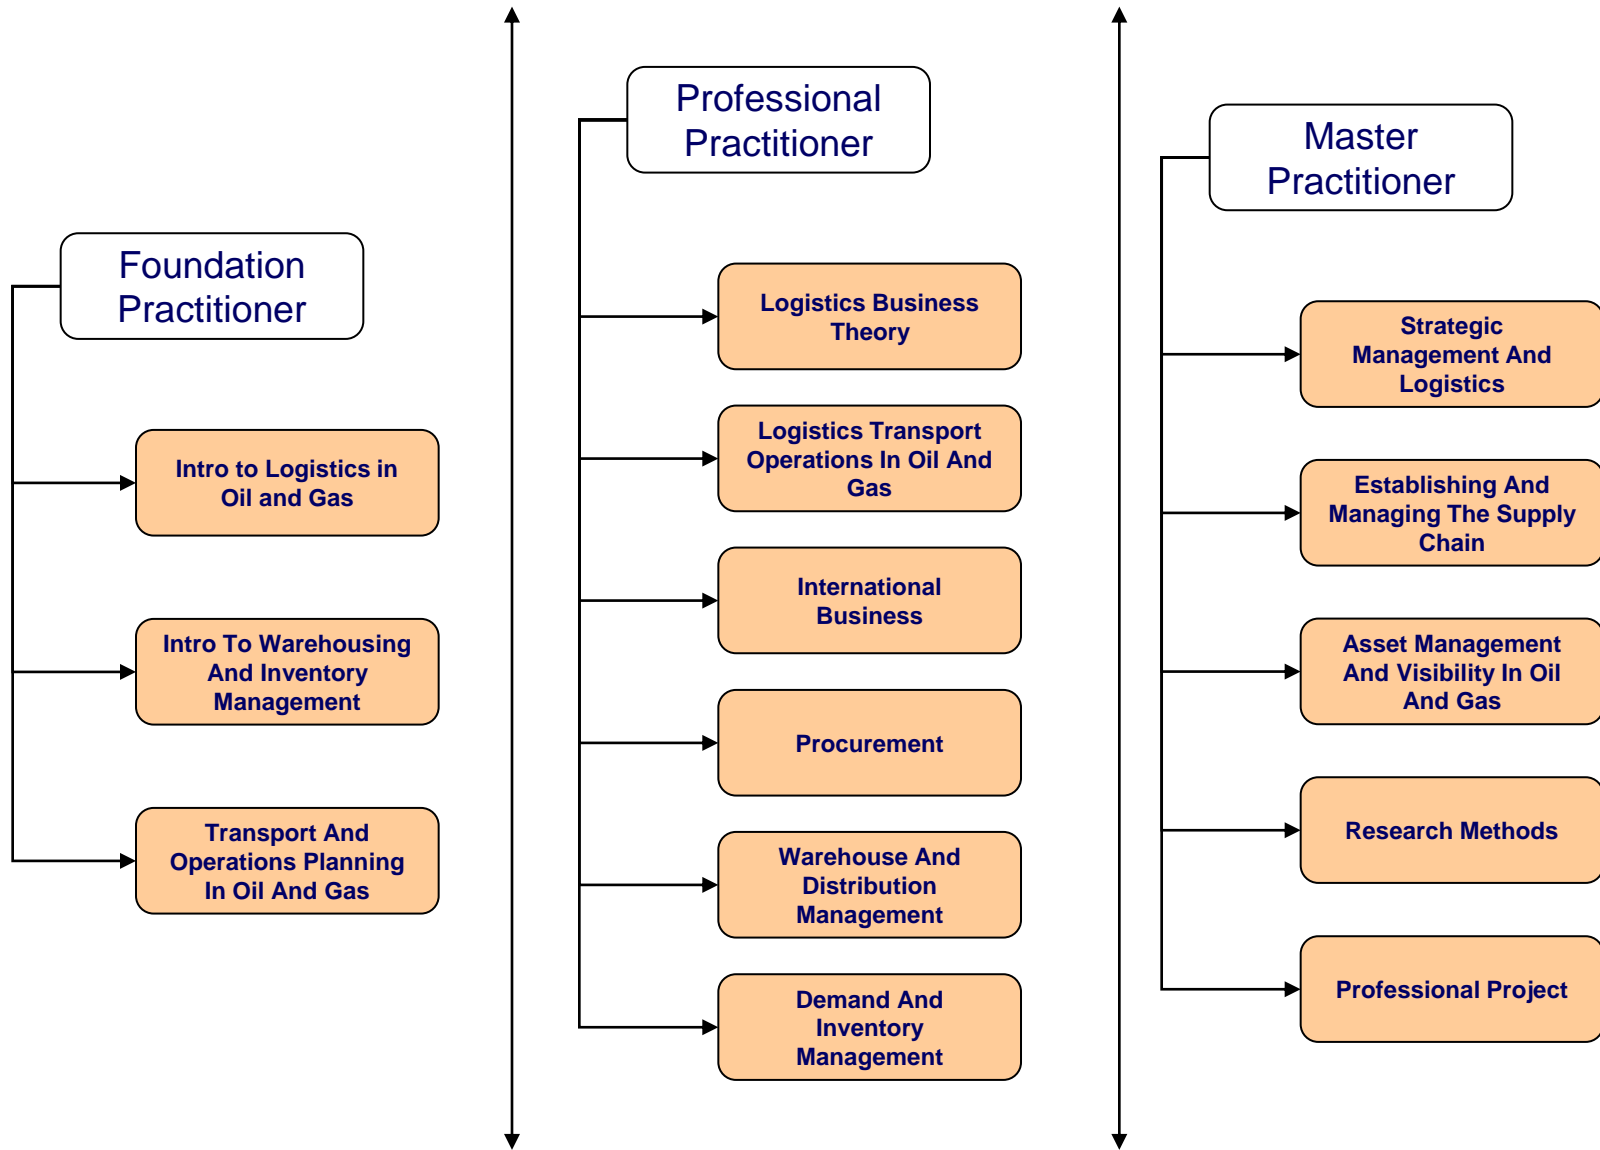 Foundation
Practitioner
Intro to Logistics in
Oil and Gas
Intro To Warehousing
And Inventory
Management
Transport And
Operations Planning
In Oil And Gas
Professional
Practitioner
Logistics Business
Theory
Logistics Transport
Operations In Oil And
Gas
International
Business
Procurement
Warehouse And
Distribution
Management
Demand And
Inventory
Management
Master
Practitioner
Strategic
Management And
Logistics
Establishing And
Managing The Supply
Chain
Asset Management
And Visibility In Oil
And Gas
Research Methods
Professional Project